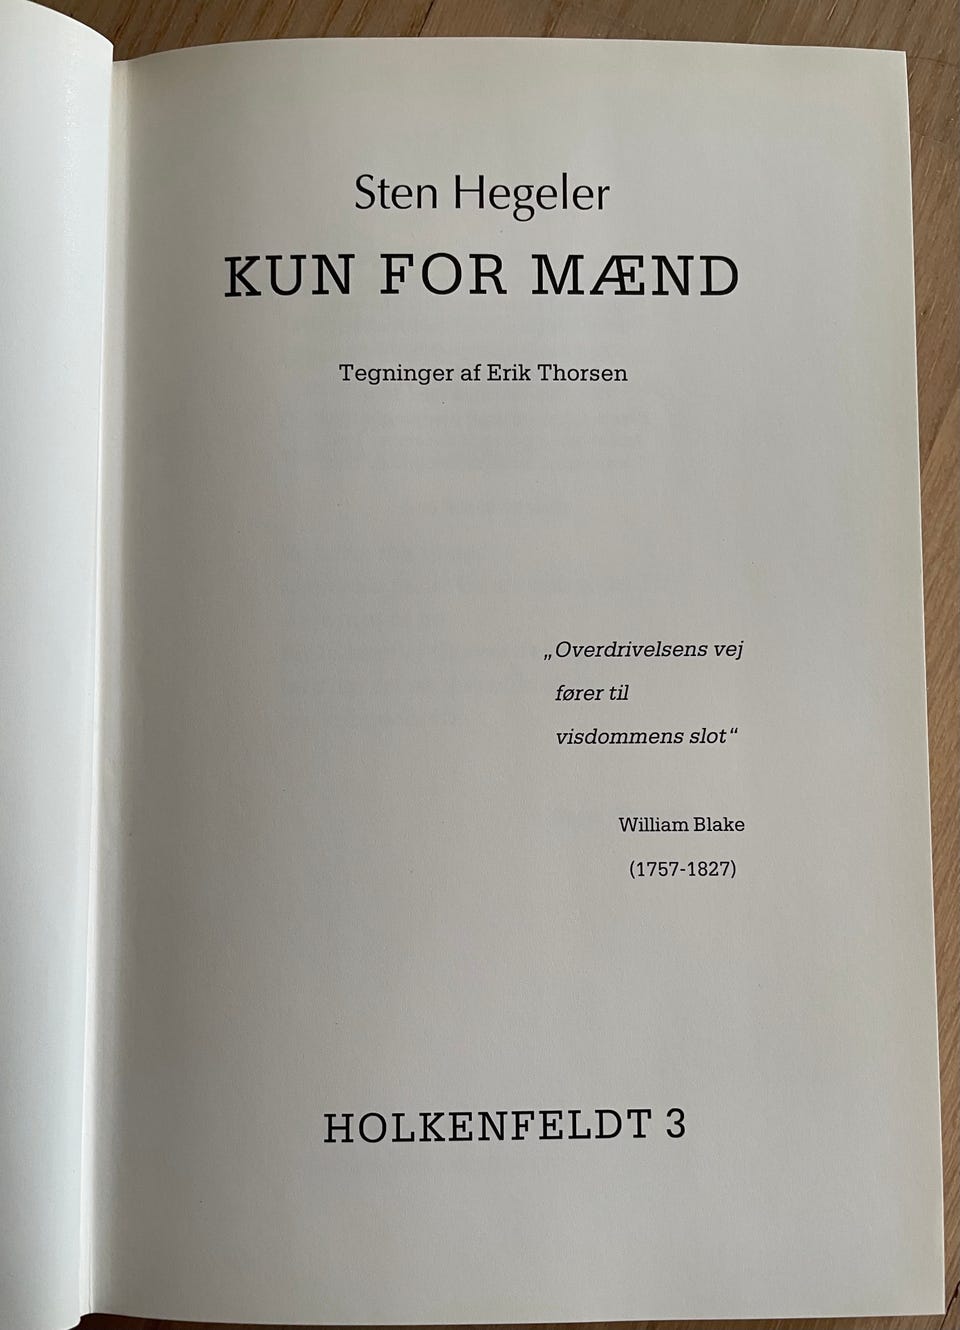 Sten Hegeler
KUN FOR MÆND
Tegninger af Erik Thorsen
„Overdrivelsens vej
fører til
visdommens slot“
William Blake
(1757-1827)
HOLKENFELDT 3